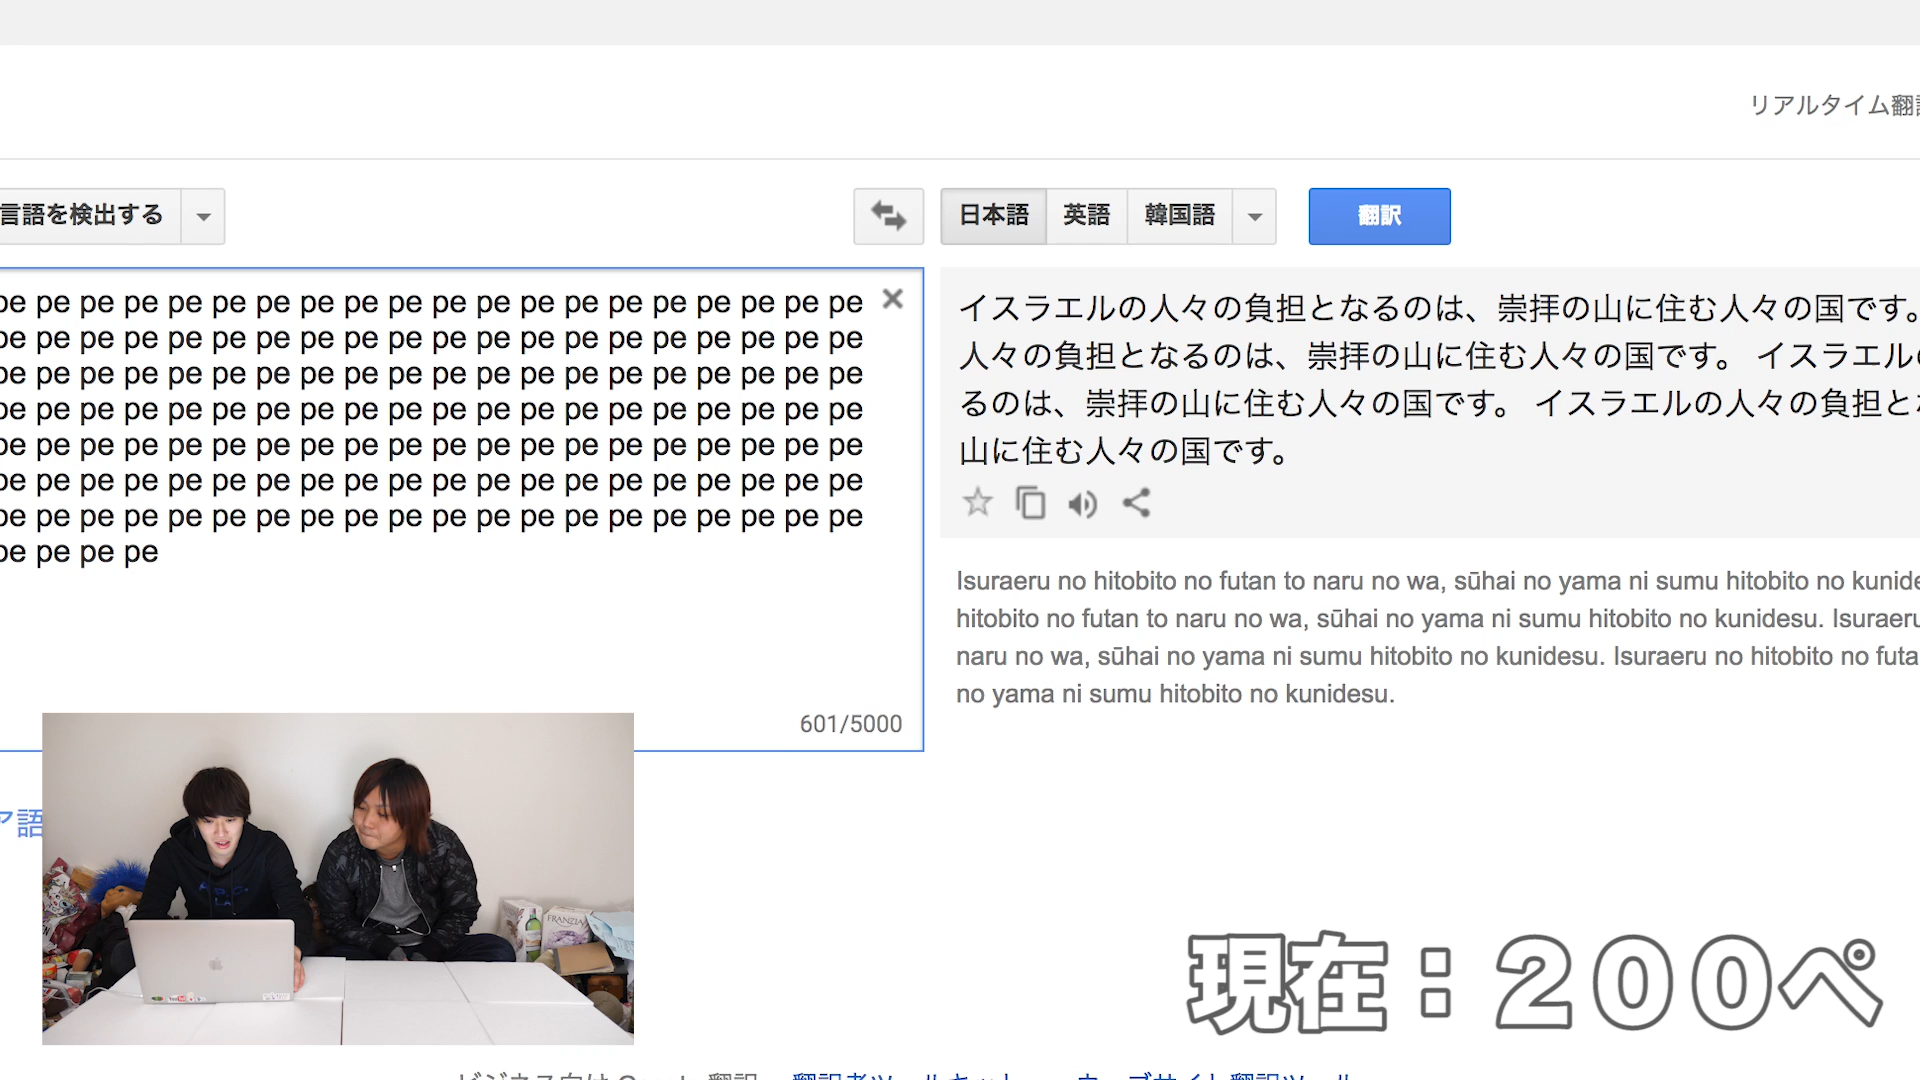 リアルタイム翻
言語を検出する
日本語 英語 韓国語 翻訳
pe pe pe pe pe pe pe pe pe pe pe pe pe pe pe pe pe pe pe pe
pe pe pe pe pe pe pe pe pe pe pe pe pe pe pe pe pe pe pe pe
pe pe pe pe pe pe pe pe pe pe pe pe pe pe pe pe pe pe pe pe
pe pe pe pe pe pe pe pe pe pe pe pe pe pe pe pe pe pe pe pe
pe pe pe pe pe pe pe pe pe pe pe pe pe pe pe pe pe pe pe pe
pe pe pe pe pe pe pe pe pe pe pe pe pe pe pe pe pe pe pe pe
pe pe pe pe pe pe pe pe pe pe pe pe pe pe pe pe pe pe pe pe
pe pe pe pe
601/5000
イスラエルの人々の負担となるのは、崇拝の山に住む人々の国です。
人々の負担となるのは、崇拝の山に住む人々の国です。 イスラエル
るのは、崇拝の山に住む人々の国です。 イスラエルの人々の負担と
山に住む人々の国です。
Isuraeru no hitobito no futan to naru no wa, sūhai no yama ni sumu hitobito no kunide
hitobito no futan to naru no wa, sūhai no yama ni sumu hitobito no kunidesu. Isuraeru
naru no wa, sūhai no yama ni sumu hitobito no kunidesu. Isuraeru no hitobito no futa
no yama ni sumu hitobito no kunidesu.
ア語
FRANZIA
現在：２００ペ